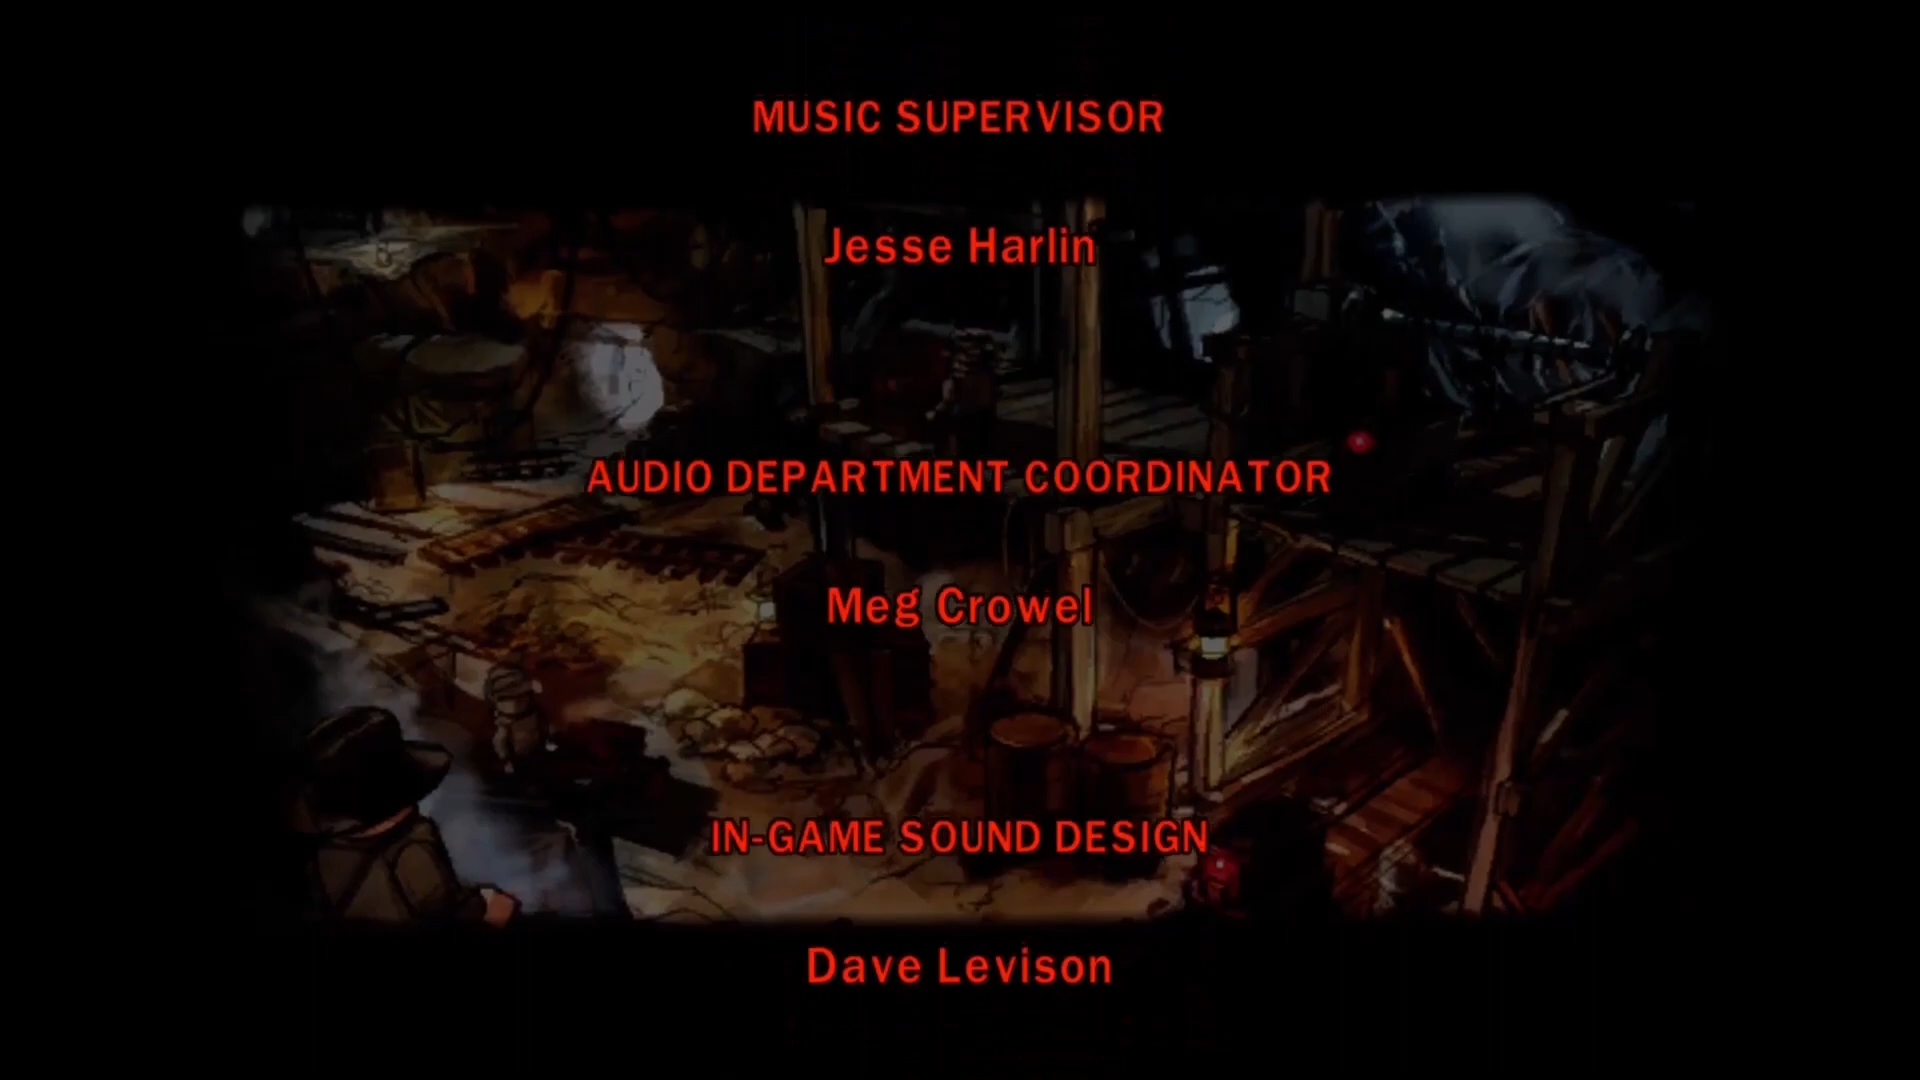 MUSIC SUPERVISOR
Jesse Harlin
AUDIO DEPARTMENT COORDINATOR
Meg Crowel
IN-GAME SOUND DESIGN
Dave Levison